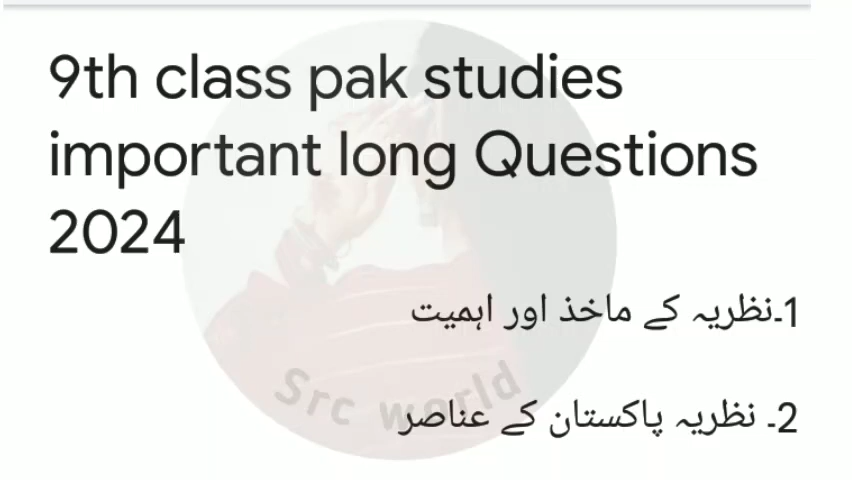 9th class pak studies
important long Questions
2024
1۔نظریہ کے ماخذ اور اہمیت
2۔ نظریہ پاکستان کے عناصر
Src world